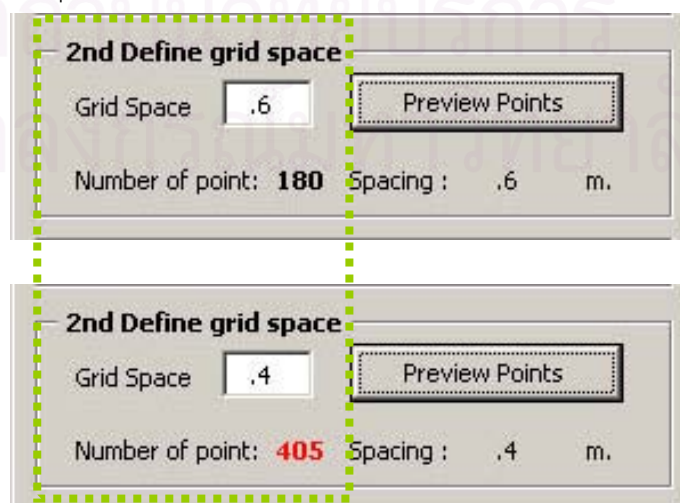 2nd Define grid space
Grid Space .6 Preview Points
Number of point: 180 Spacing : .6 m.
2nd Define grid space
Grid Space .4 Preview Points
Number of point: 405 Spacing : .4 m.